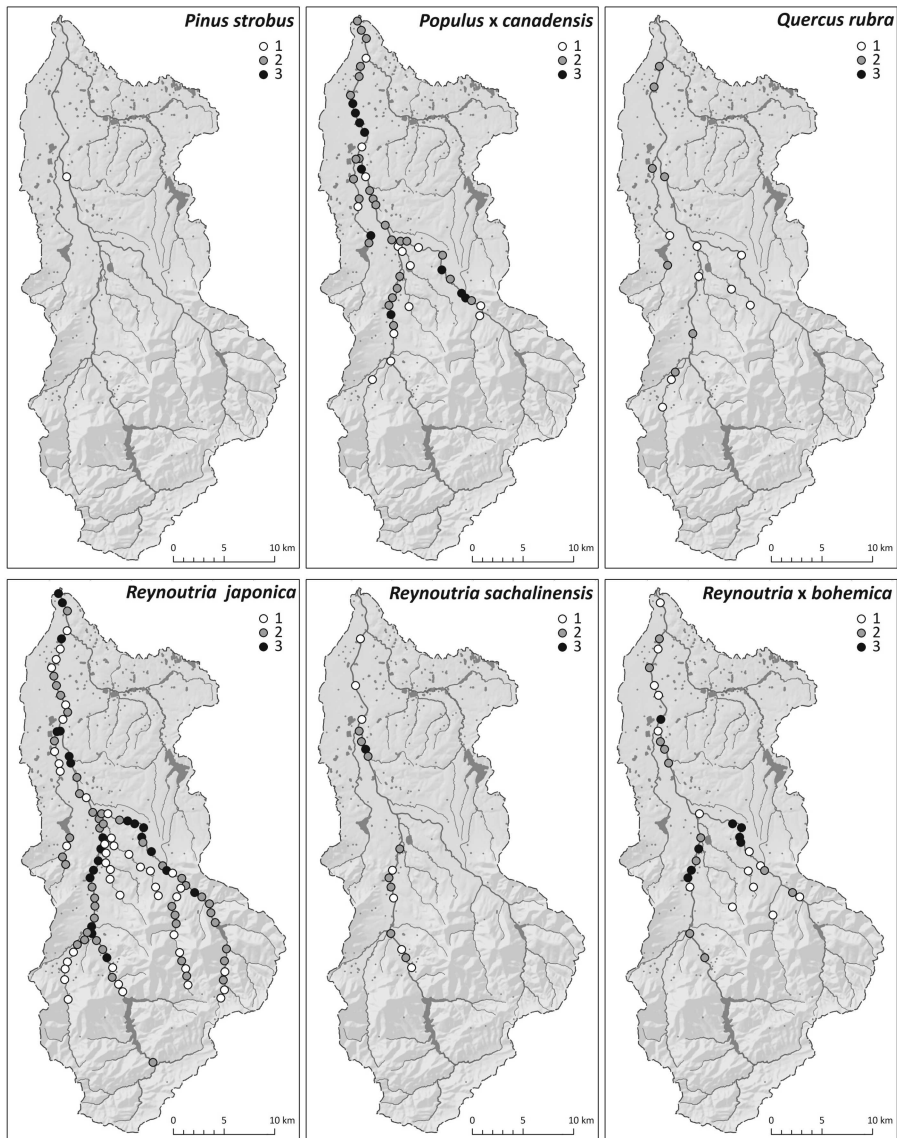 Pinus strobus
1
2
3
0 5 10 km
Populus x canadensis
1
2
3
0 5 10 km
Quercus rubra
1
2
3
0 5 10 km
Reynoutria japonica
1
2
3
0 5 10 km
Reynoutria sachalinensis
1
2
3
0 5 10 km
Reynoutria x bohemica
1
2
3
0 5 10 km